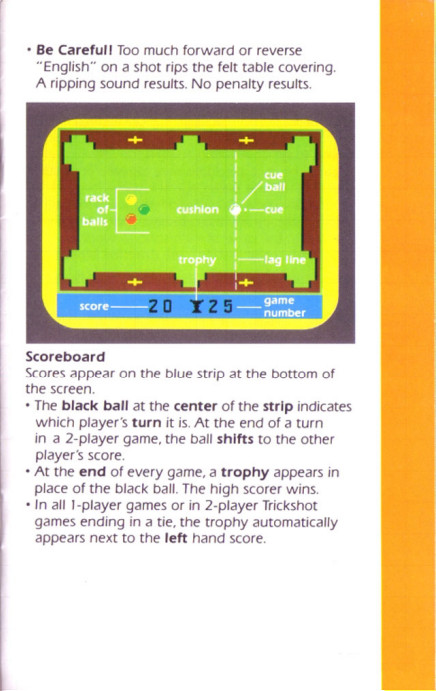 • Be Careful! Too much forward or reverse
"English" on a shot rips the felt table covering.
A ripping sound results. No penalty results.
cue
ball
rack
of
balls
cushion
cue
trophy
lag line
score
20
25
game
number
Scoreboard
Scores appear on the blue strip at the bottom of
the screen.
• The black ball at the center of the strip indicates
which player's turn it is. At the end of a turn
in a 2-player game, the ball shifts to the other
player's score.
• At the end of every game, a trophy appears in
place of the black ball. The high scorer wins.
• In all 1-player games or in 2-player Trickshot
games ending in a tie, the trophy automatically
appears next to the left hand score.